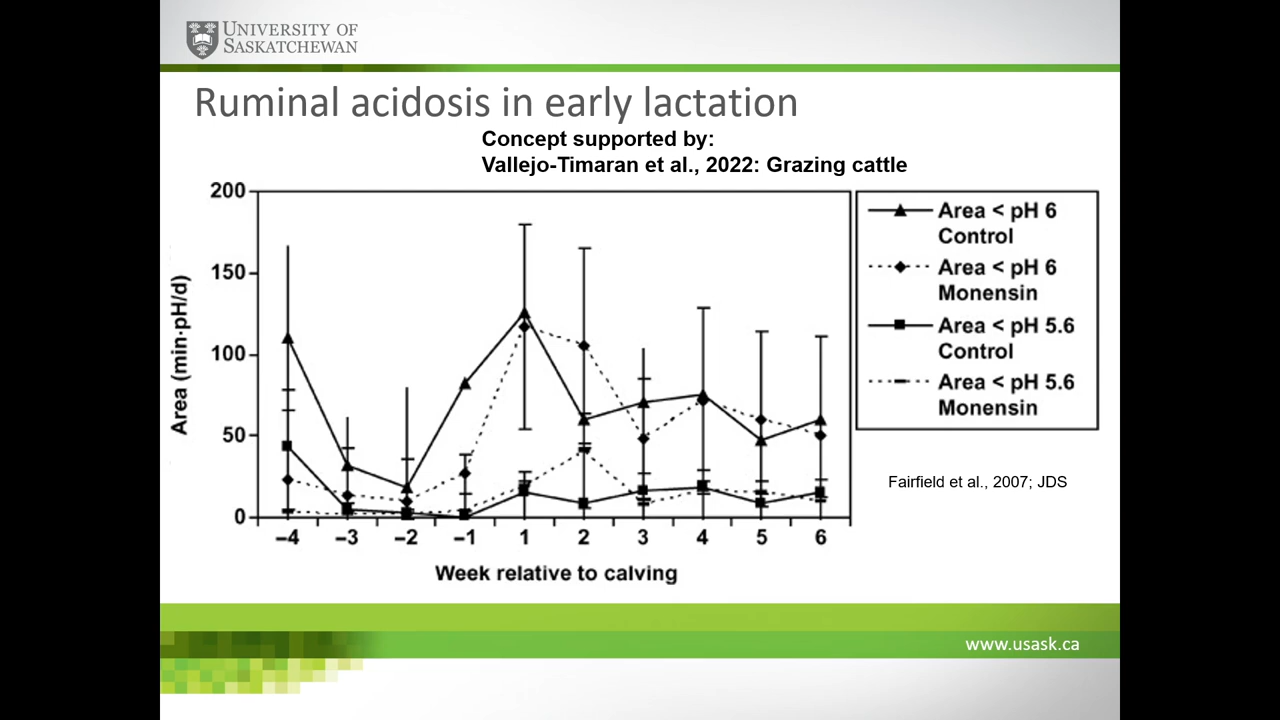 UNIVERSITY OF
SASKATCHEWAN
Ruminal acidosis in early lactation
Concept supported by:
Vallejo-Timaran et al., 2022: Grazing cattle
200
150
100
50
0
Area (min·pH/d)
–4 –3 –2 –1 1 2 3 4 5 6
Week relative to calving
Area < pH 6
Control
Area < pH 6
Monensin
Area < pH 5.6
Control
Area < pH 5.6
Monensin
Fairfield et al., 2007; JDS
www.usask.ca